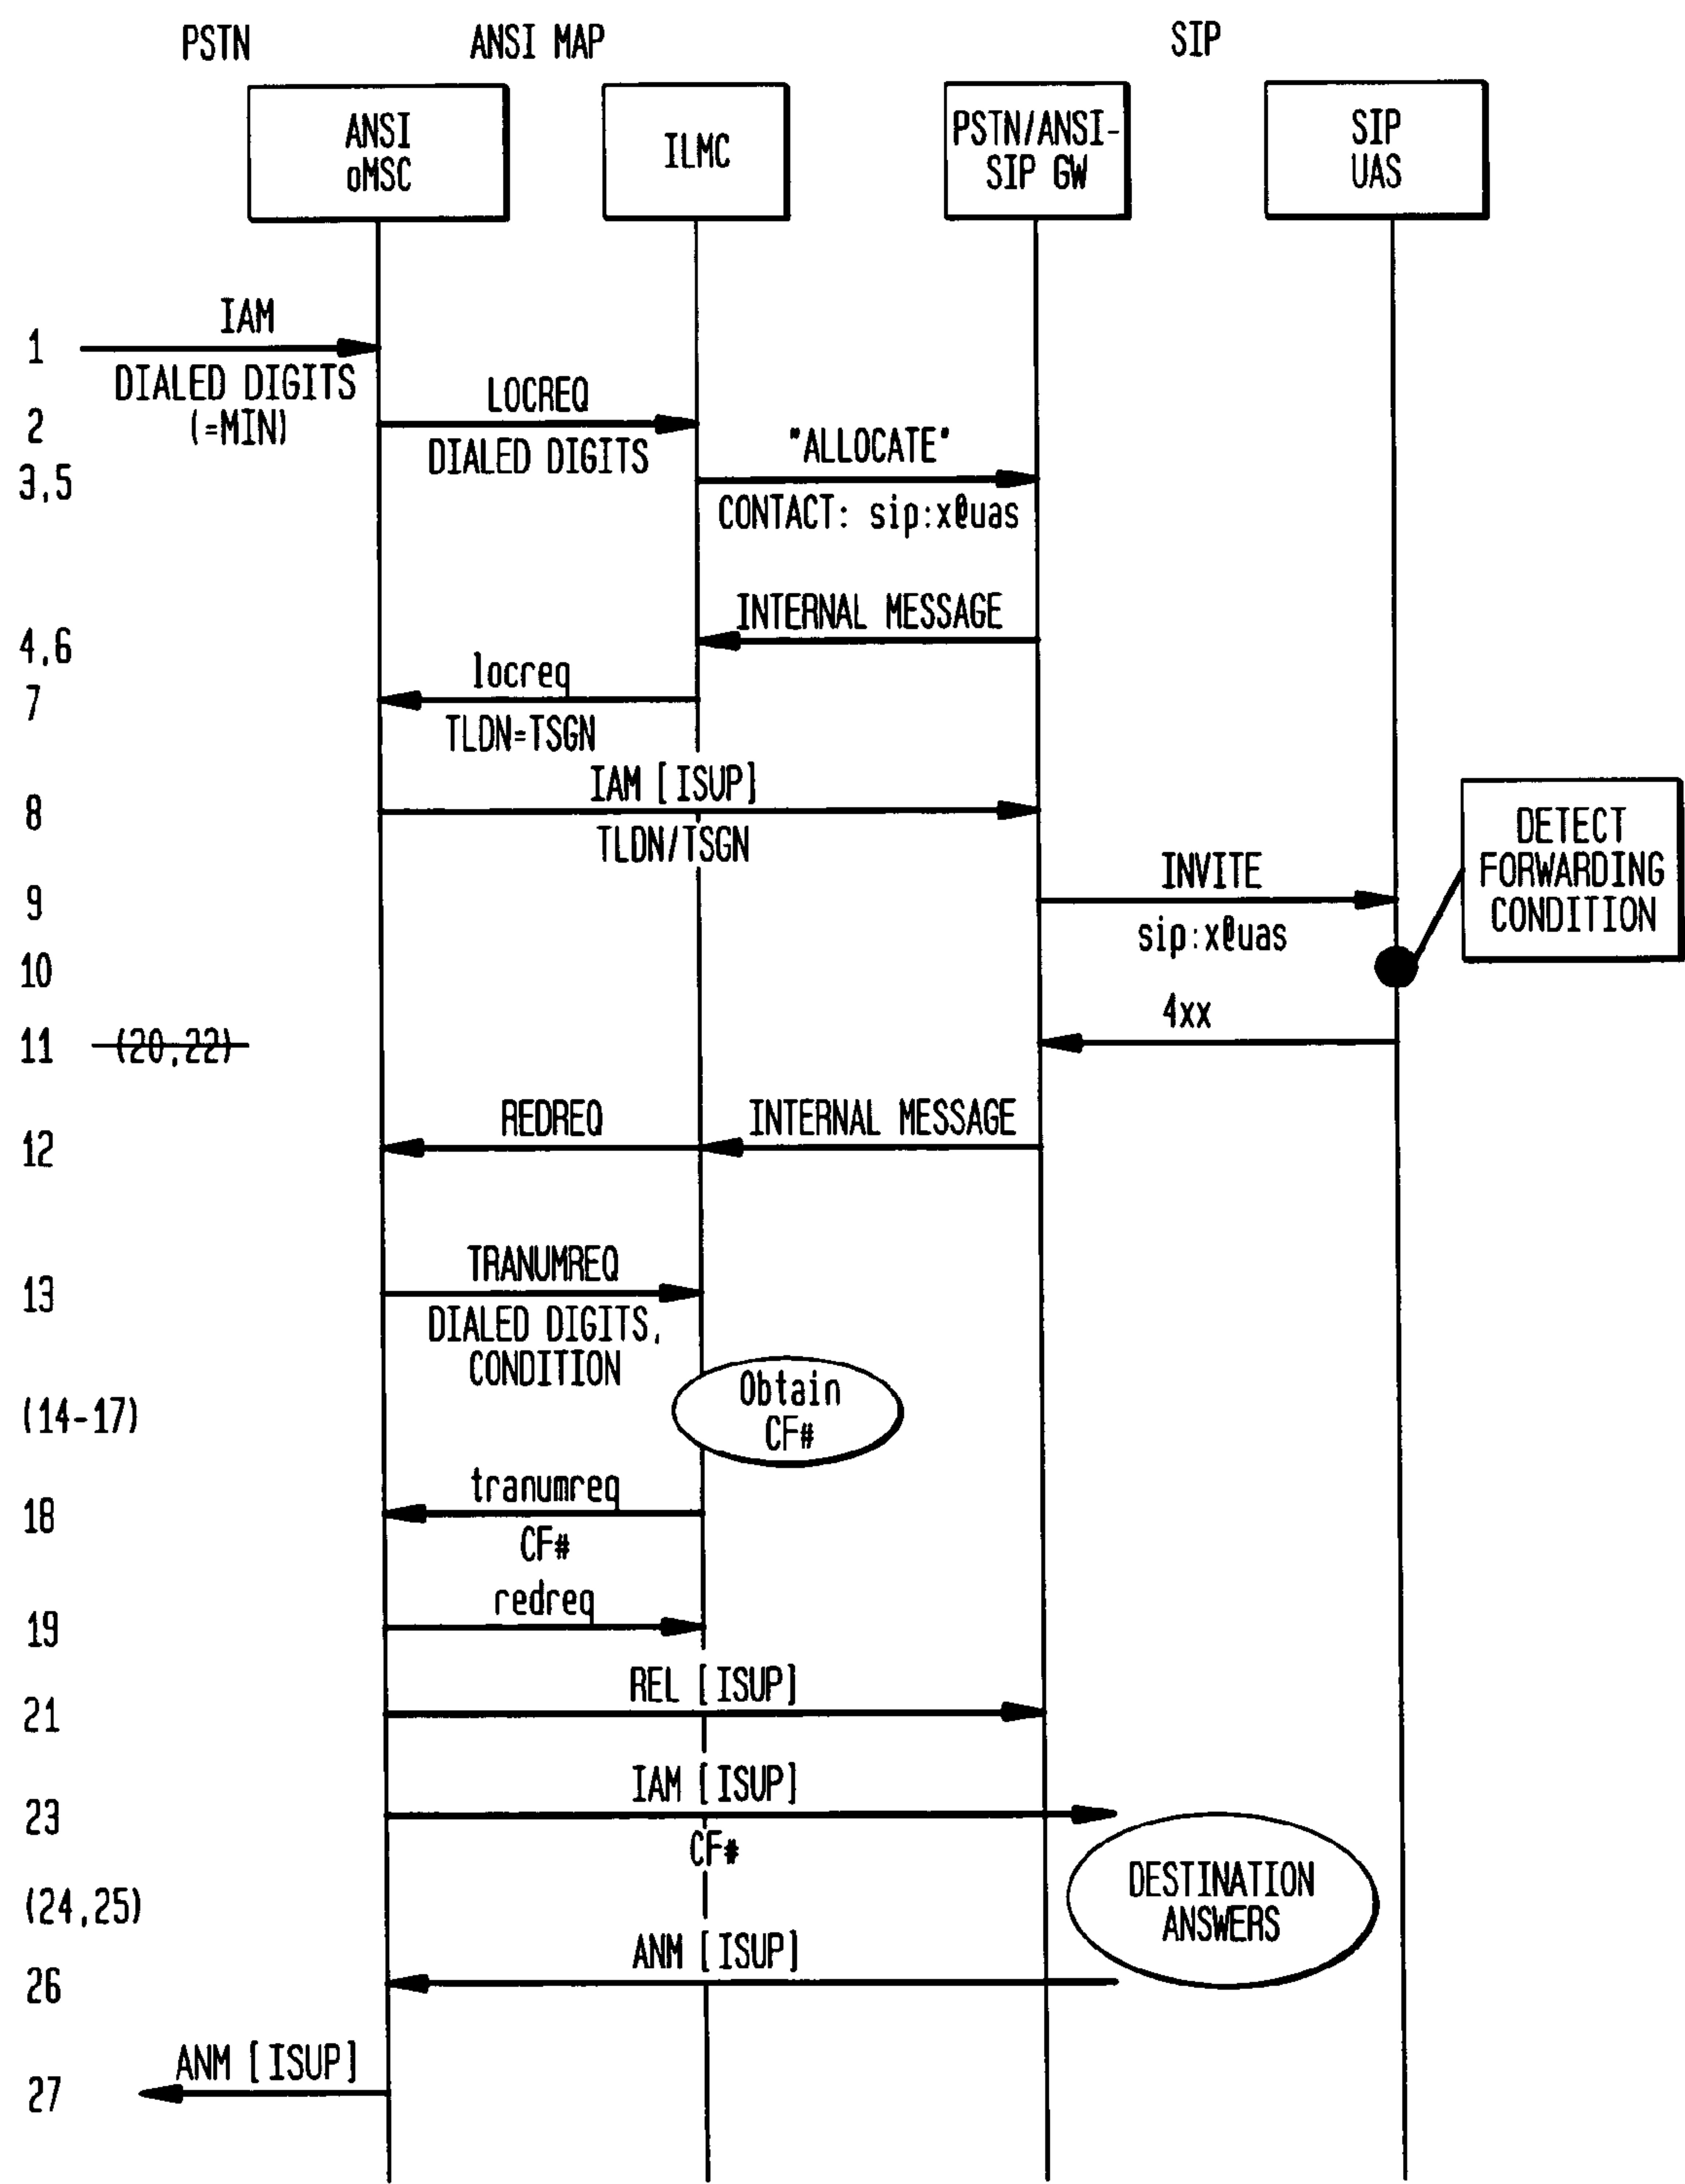 PSTN
ANSI MAP
SIP
ANSI
oMSC
ILMC
PSTN/ANSI-
SIP GW
SIP
UAS
1
IAM
DIALED DIGITS
(=MIN)
2
LOCREQ
DIALED DIGITS
3,5
"ALLOCATE"
CONTACT: sip:x@uas
4,6
INTERNAL MESSAGE
7
locreq
TLDN=TSGN
8
IAM [ISUP]
TLDN/TSGN
DETECT
FORWARDING
CONDITION
9
INVITE
sip:x@uas
10
11
(20,22)
4xx
12
REDREQ
INTERNAL MESSAGE
13
TRANUMREQ
DIALED DIGITS,
CONDITION
(14-17)
Obtain
CF#
18
tranumreq
CF#
19
redreq
21
REL [ISUP]
23
IAM [ISUP]
CF#
(24,25)
DESTINATION
ANSWERS
26
ANM [ISUP]
27
ANM [ISUP]